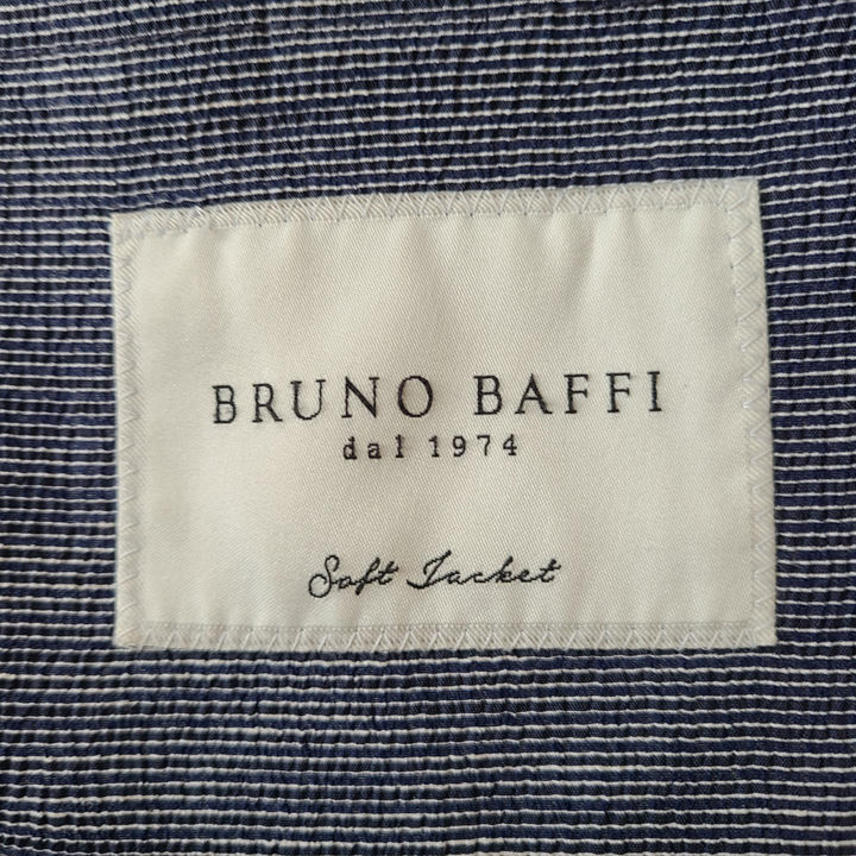 BRUNO BAFFI
dal 1974
Soft Jacket